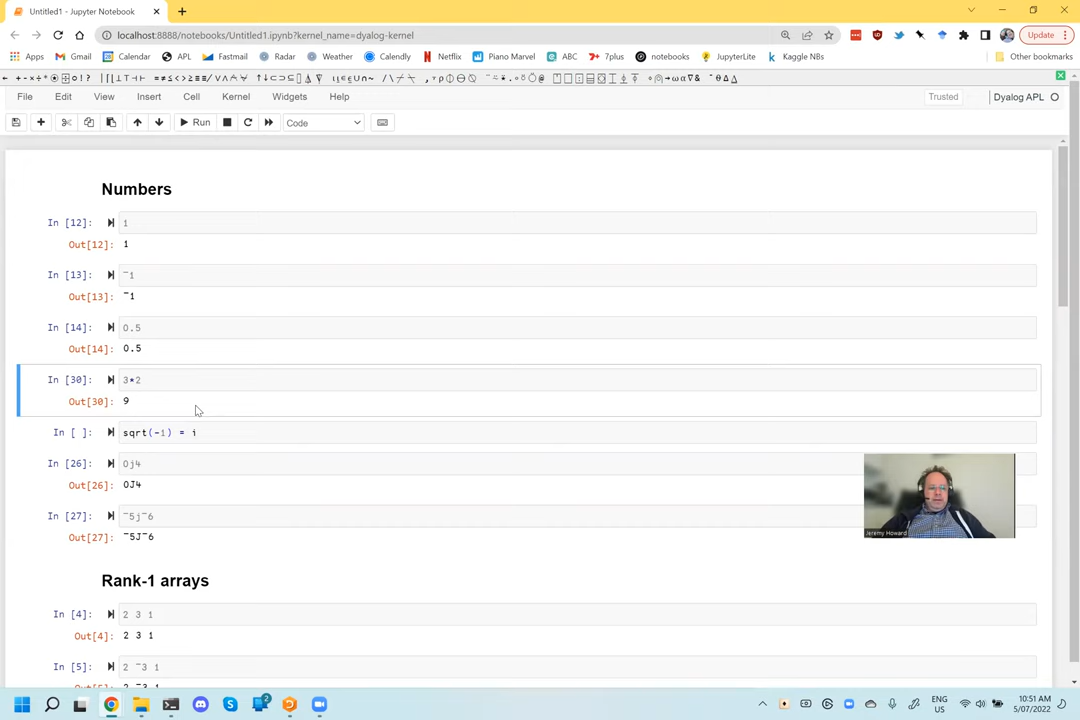 Untitled1 - Jupyter Notebook
localhost:8888/notebooks/Untitled1.ipynb?kernel_name=dyalog-kernel
Update
Apps Gmail Calendar APL Fastmail Radar Weather Calendly Netflix Piano Marvel ABC 7plus notebooks JupyterLite Kaggle NBs Other bookmarks
File Edit View Insert Cell Kernel Widgets Help Trusted Dyalog APL
Run Code
Numbers
In [12]: 1
Out[12]: 1
In [13]: ¯1
Out[13]: ¯1
In [14]: 0.5
Out[14]: 0.5
In [30]: 3*2
Out[30]: 9
In [ ]: sqrt(-1) = i
In [26]: 0j4
Out[26]: 0J4
In [27]: ¯5j¯6
Out[27]: ¯5J¯6
Jeremy Howard
Rank-1 arrays
In [4]: 2 3 1
Out[4]: 2 3 1
In [5]: 2 ¯3 1
2
ENG
US
10:51 AM
5/07/2022